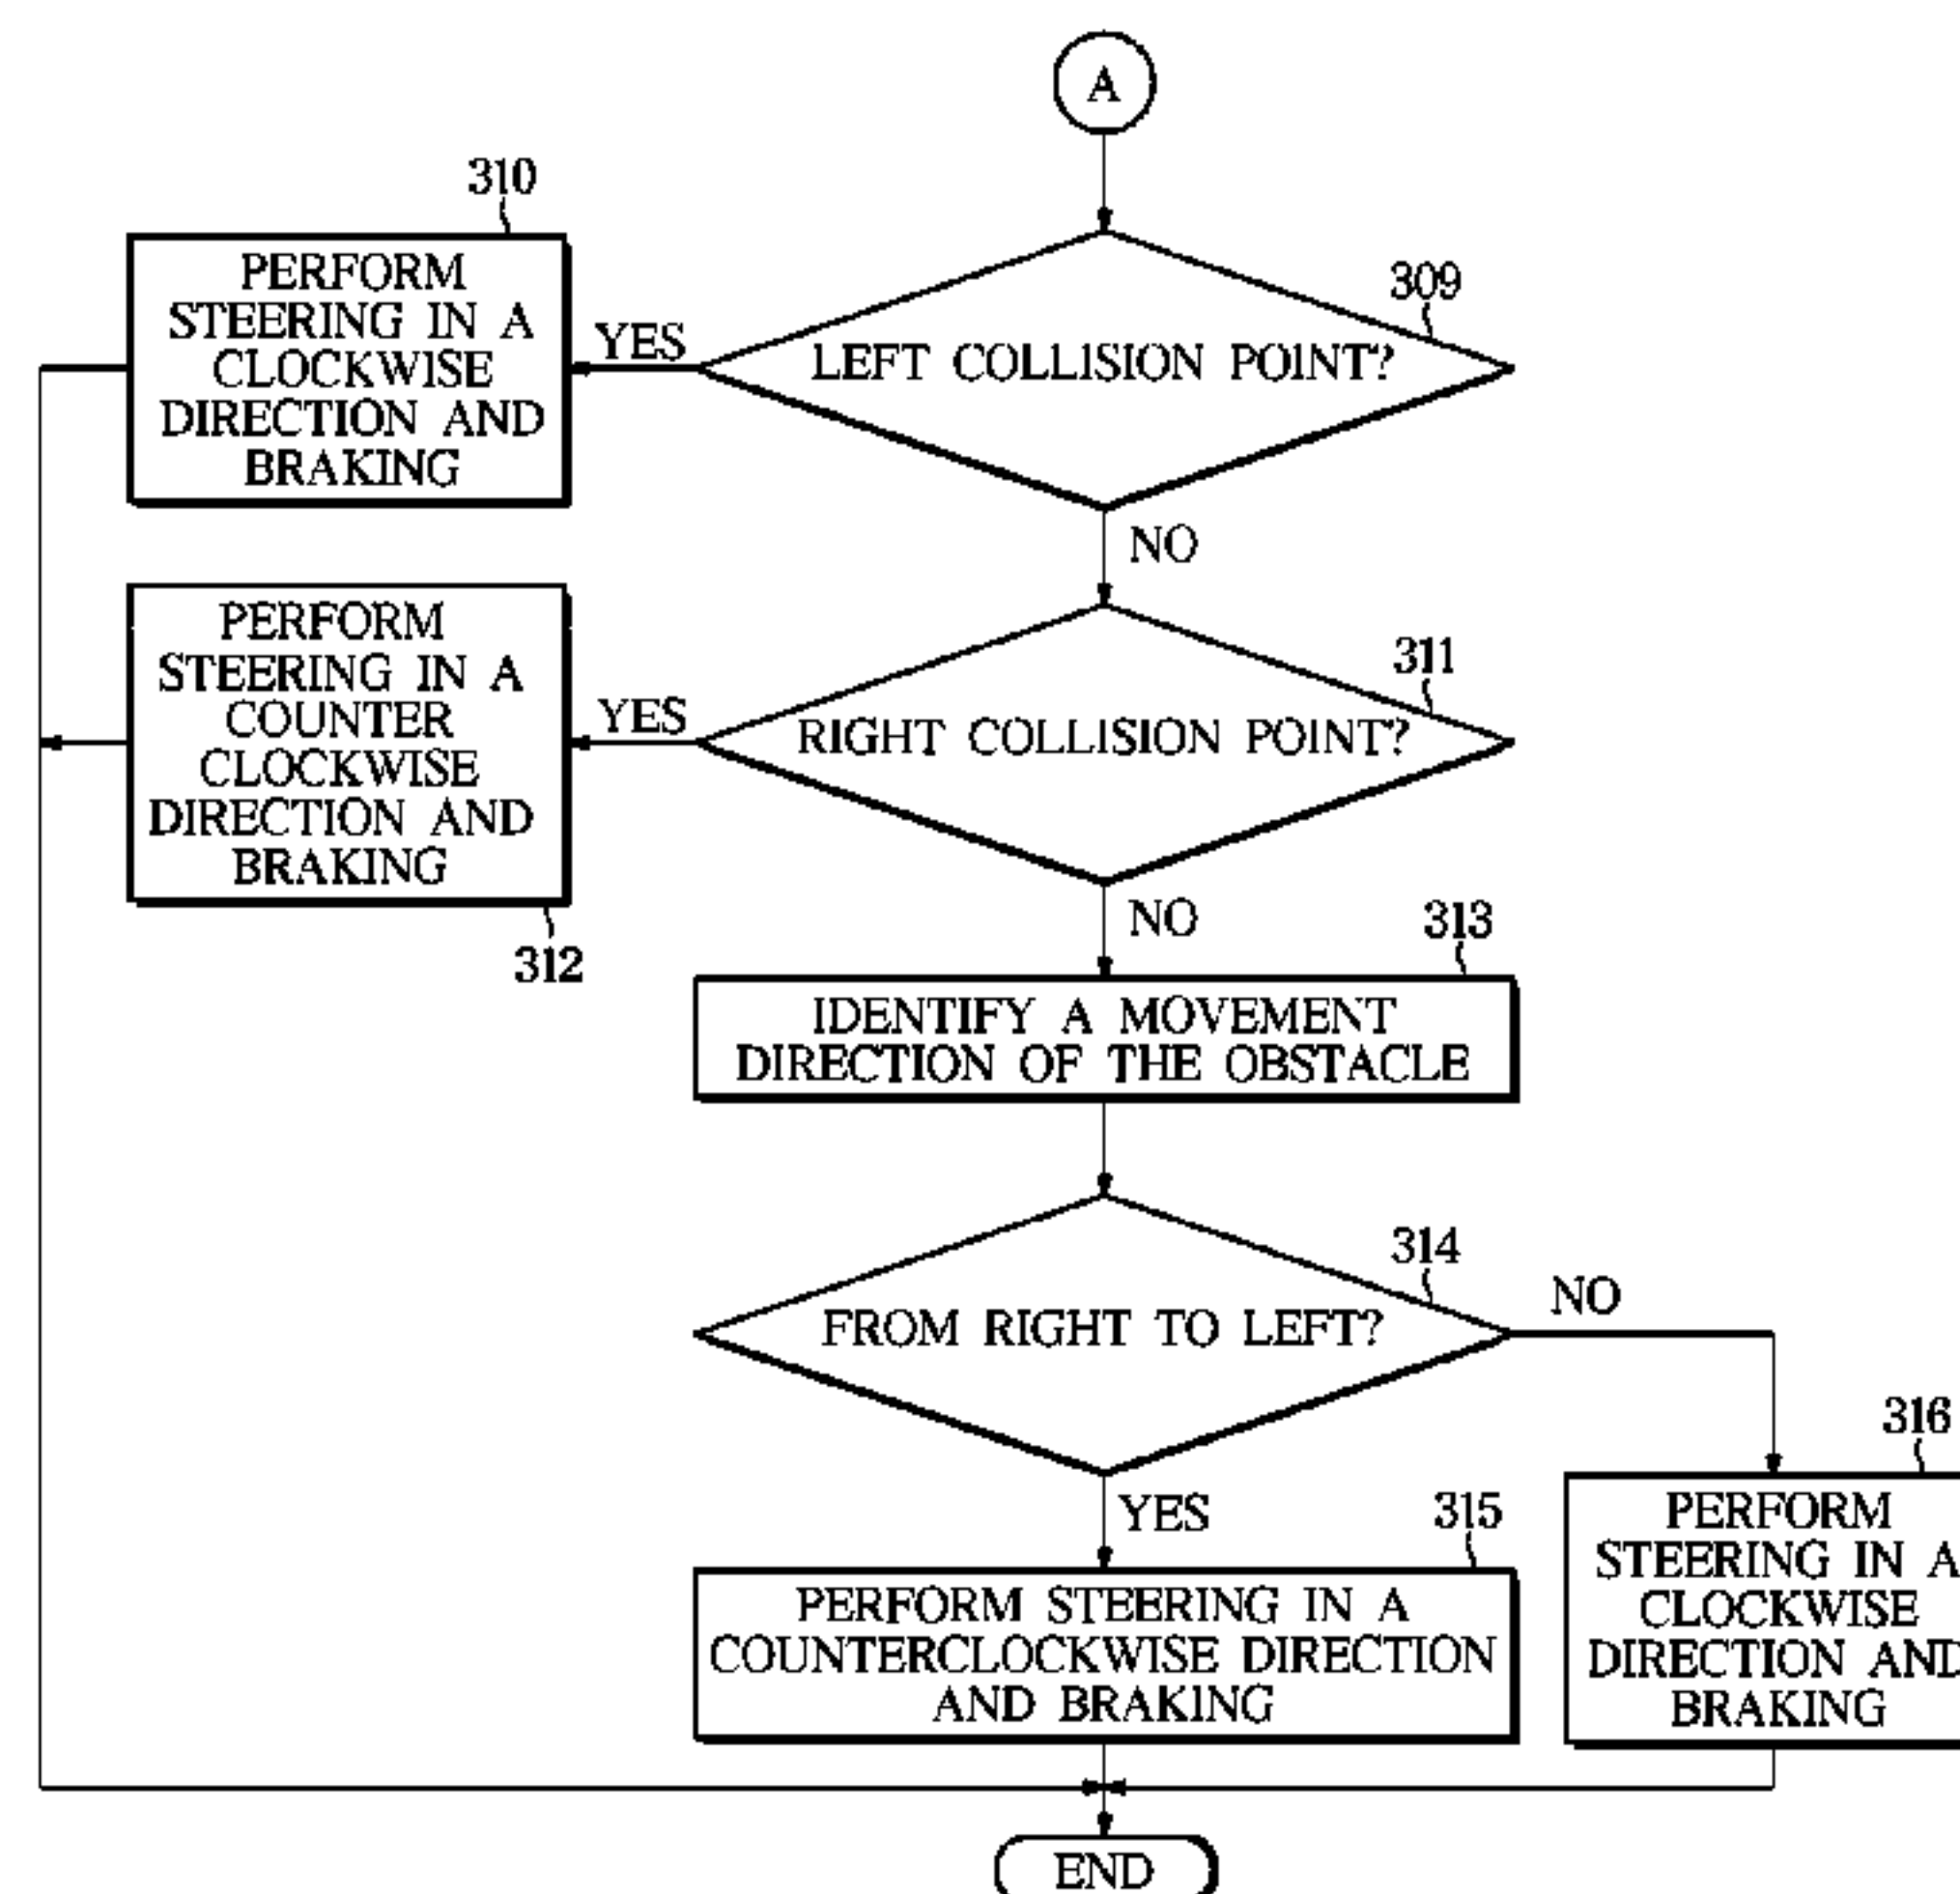 A
310
PERFORM
STEERING IN A
CLOCKWISE
DIRECTION AND
BRAKING
YES
309
LEFT COLLISION POINT?
NO
PERFORM
STEERING IN A
COUNTER
CLOCKWISE
DIRECTION AND
BRAKING
312
YES
311
RIGHT COLLISION POINT?
NO
313
IDENTIFY A MOVEMENT
DIRECTION OF THE OBSTACLE
314
FROM RIGHT TO LEFT?
NO
YES
315
PERFORM STEERING IN A
COUNTERCLOCKWISE DIRECTION
AND BRAKING
316
PERFORM
STEERING IN A
CLOCKWISE
DIRECTION AND
BRAKING
END